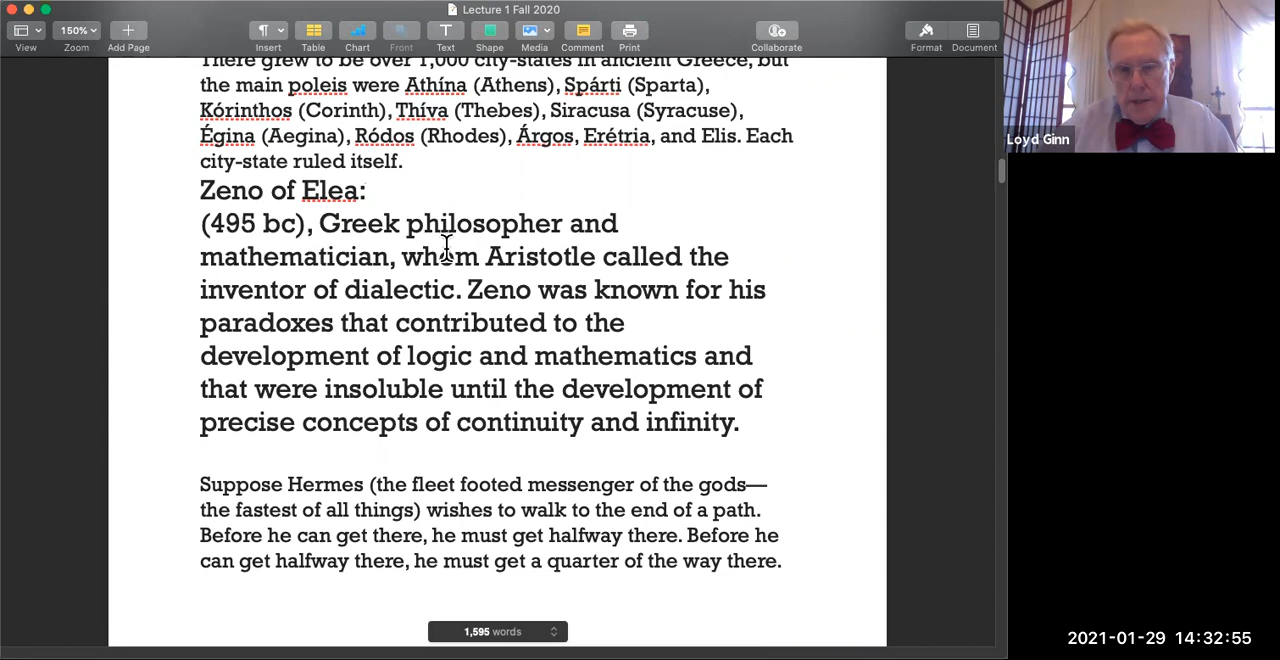 Lecture 1 Fall 2020
150%
View
Zoom
Add Page
Insert
Table
Chart
Front
Text
Shape
Media
Comment
Print
Collaborate
Format
Document
There grew to be over 1,000 city-states in ancient Greece, but
the main poleis were Athína (Athens), Spárti (Sparta),
Kórinthos (Corinth), Thíva (Thebes), Siracusa (Syracuse),
Égina (Aegina), Ródos (Rhodes), Árgos, Erétria, and Elis. Each
city-state ruled itself.
Zeno of Elea:
(495 bc), Greek philosopher and
mathematician, whom Aristotle called the
inventor of dialectic. Zeno was known for his
paradoxes that contributed to the
development of logic and mathematics and
that were insoluble until the development of
precise concepts of continuity and infinity.
Suppose Hermes (the fleet footed messenger of the gods—
the fastest of all things) wishes to walk to the end of a path.
Before he can get there, he must get halfway there. Before he
can get halfway there, he must get a quarter of the way there.
1,595 words
Loyd Ginn
2021-01-29 14:32:55